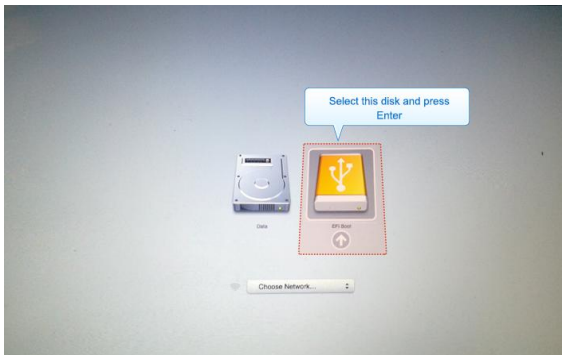 Select this disk and press
Enter
Data
EFI Boot
Choose Network...